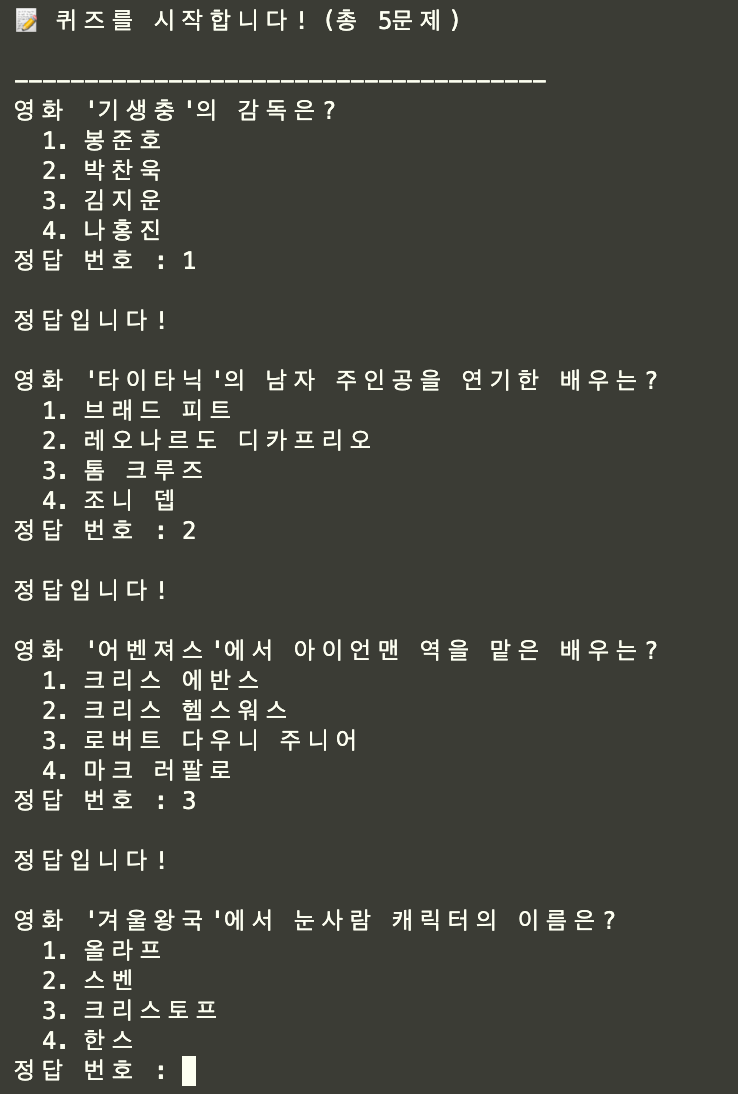 📝 퀴즈를 시작합니다! (총 5문제)
----------------------------------------
영화 '기생충'의 감독은?
1. 봉준호
2. 박찬욱
3. 김지운
4. 나홍진
정답 번호 : 1
정답입니다!
영화 '타이타닉'의 남자 주인공을 연기한 배우는?
1. 브래드 피트
2. 레오나르도 디카프리오
3. 톰 크루즈
4. 조니 뎁
정답 번호 : 2
정답입니다!
영화 '어벤져스'에서 아이언맨 역을 맡은 배우는?
1. 크리스 에반스
2. 크리스 헴스워스
3. 로버트 다우니 주니어
4. 마크 러팔로
정답 번호 : 3
정답입니다!
영화 '겨울왕국'에서 눈사람 캐릭터의 이름은?
1. 올라프
2. 스벤
3. 크리스토프
4. 한스
정답 번호 :